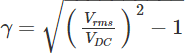 γ = √((V_rms / V_DC)^2 − 1)